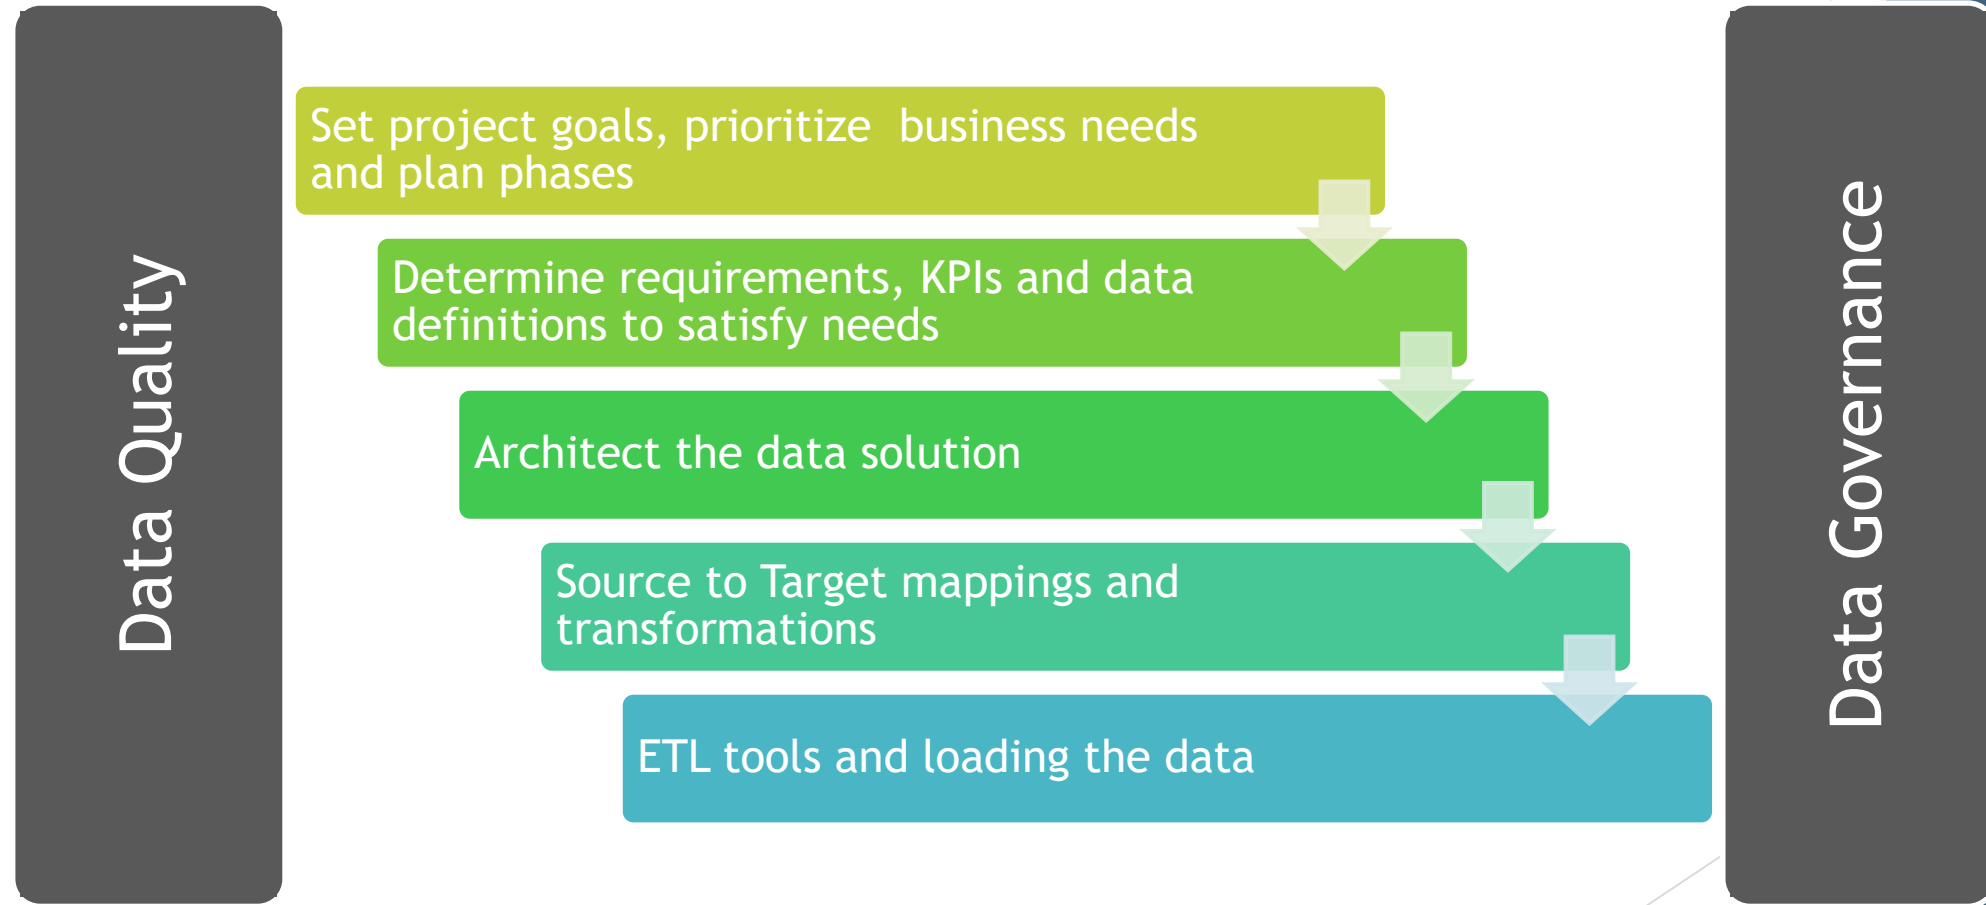 Data Quality
Set project goals, prioritize  business needs
and plan phases
Determine requirements, KPIs and data
definitions to satisfy needs
Architect the data solution
Source to Target mappings and
transformations
ETL tools and loading the data
Data Governance